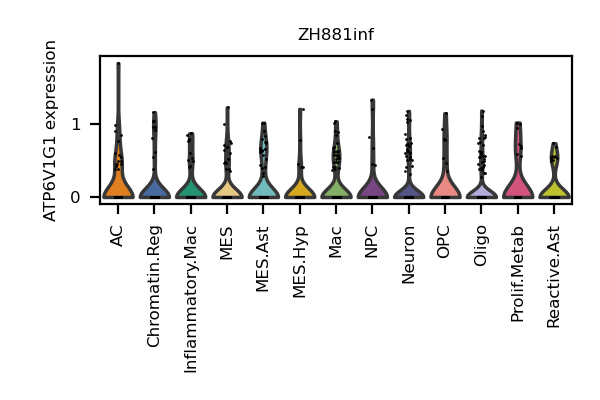 ZH881inf
ATP6V1G1 expression
1
0
AC
Chromatin.Reg
Inflammatory.Mac
MES
MES.Ast
MES.Hyp
Mac
NPC
Neuron
OPC
Oligo
Prolif.Metab
Reactive.Ast